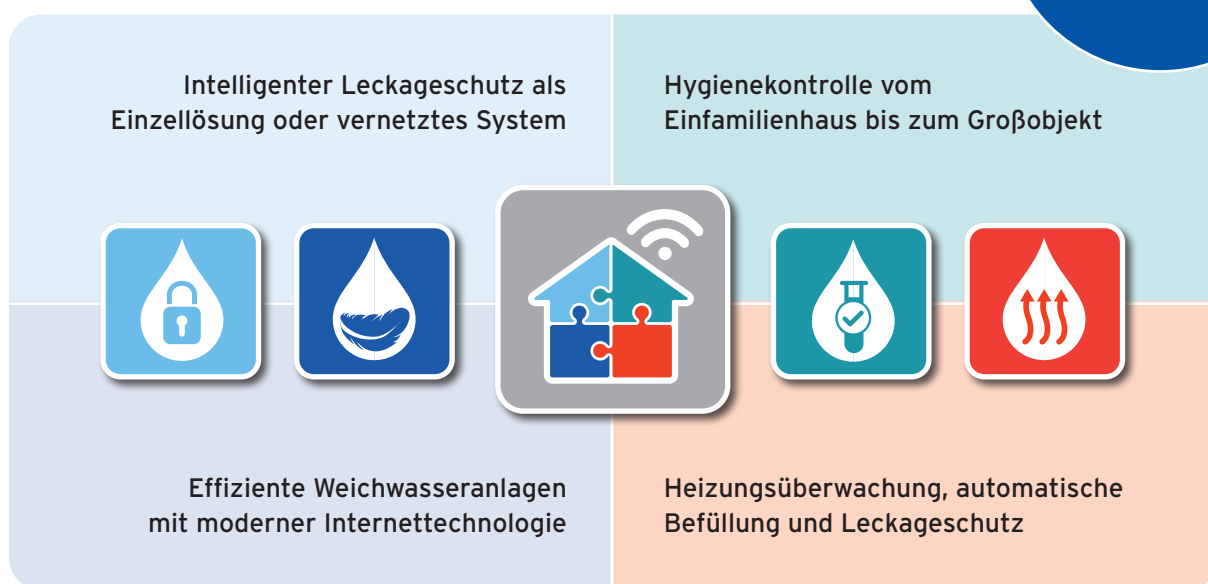 Intelligenter Leckageschutz als
Einzellösung oder vernetztes System
Hygienekontrolle vom
Einfamilienhaus bis zum Großobjekt
Effiziente Weichwasseranlagen
mit moderner Internettechnologie
Heizungsüberwachung, automatische
Befüllung und Leckageschutz